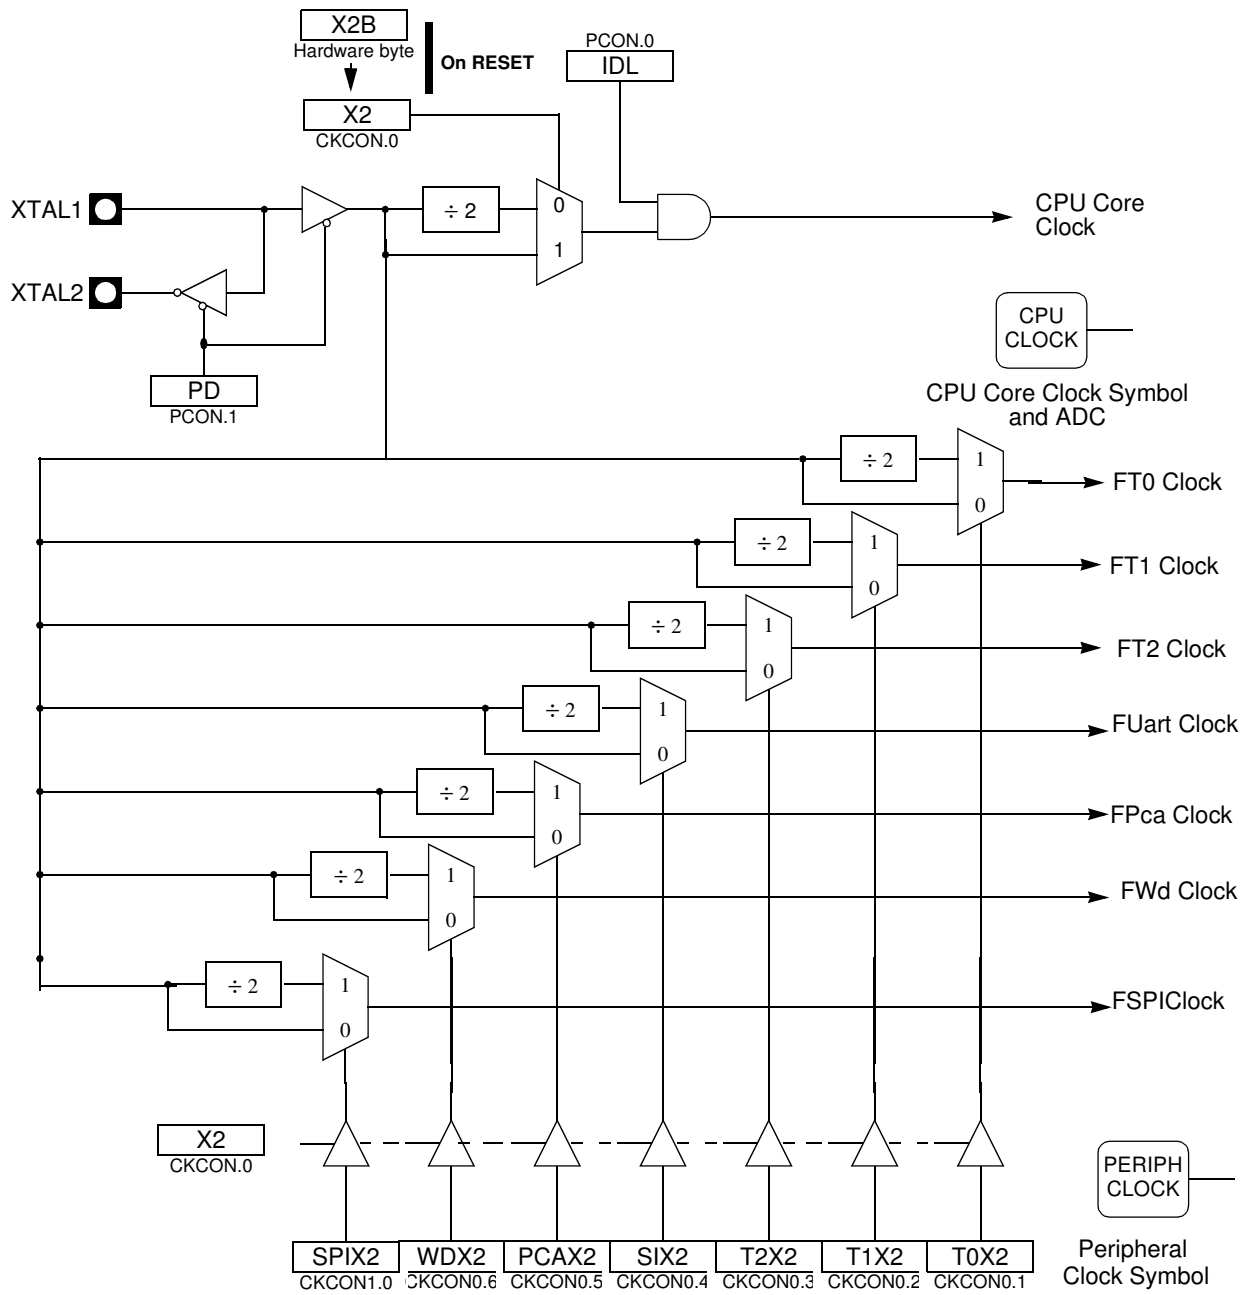 X2B
Hardware byte
On RESET
PCON.0
IDL
X2
CKCON.0
XTAL1
÷ 2
0
1
CPU Core
Clock
XTAL2
PD
PCON.1
CPU
CLOCK
CPU Core Clock Symbol
and ADC
÷ 2
1
0
FT0 Clock
÷ 2
1
0
FT1 Clock
÷ 2
1
0
FT2 Clock
÷ 2
1
0
FUart Clock
÷ 2
1
0
FPca Clock
÷ 2
1
0
FWd Clock
÷ 2
1
0
FSPIClock
X2
CKCON.0
PERIPH
CLOCK
Peripheral
Clock Symbol
SPIX2
CKCON1.0
WDX2
CKCON0.6
PCAX2
CKCON0.5
SIX2
CKCON0.4
T2X2
CKCON0.3
T1X2
CKCON0.2
T0X2
CKCON0.1